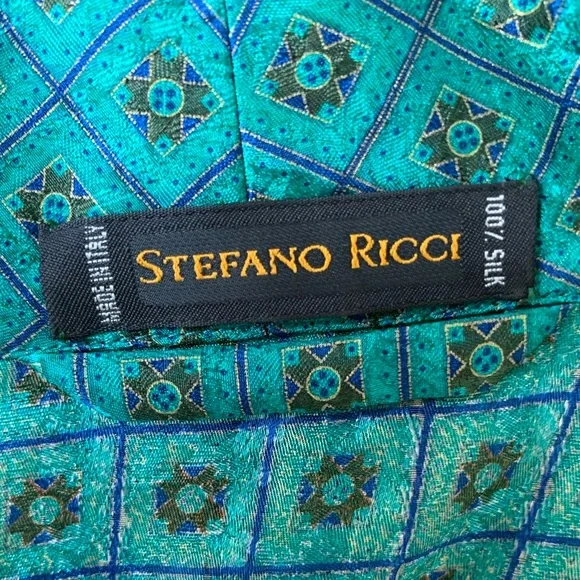 MADE IN ITALY
STEFANO RICCI
100% SILK